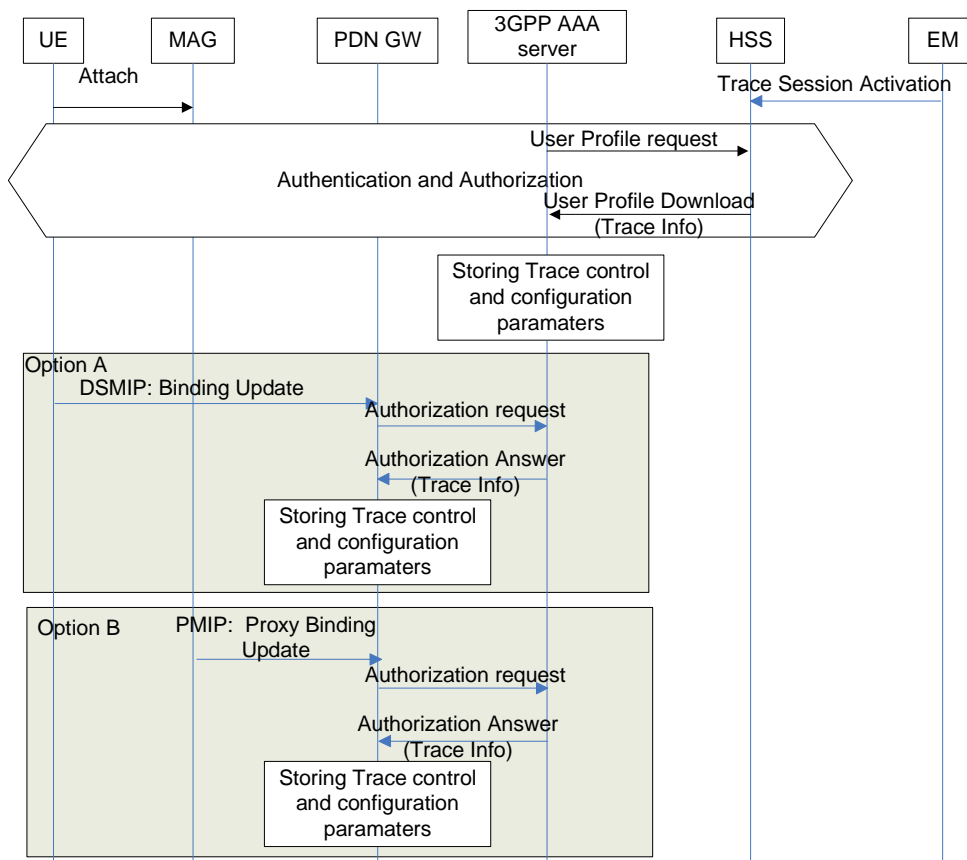 UE
MAG
PDN GW
3GPP AAA
server
HSS
EM
Attach
Trace Session Activation
User Profile request
Authentication and Authorization
User Profile Download
(Trace Info)
Storing Trace control
and configuration
paramaters
Option A
DSMIP: Binding Update
Authorization request
Authorization Answer
(Trace Info)
Storing Trace control
and configuration
paramaters
Option B
PMIP:  Proxy Binding
Update
Authorization request
Authorization Answer
(Trace Info)
Storing Trace control
and configuration
paramaters